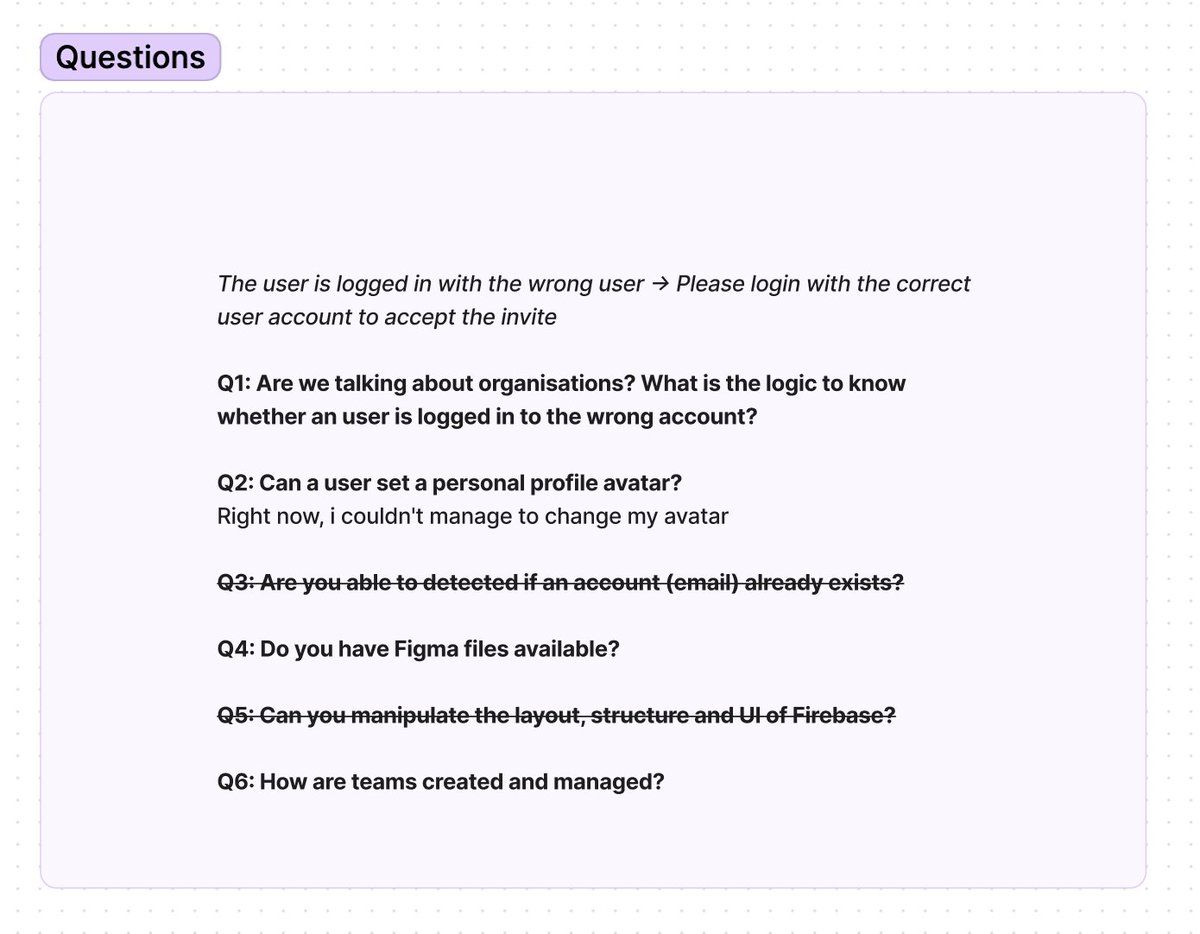 Questions
The user is logged in with the wrong user → Please login with the correct
user account to accept the invite
Q1: Are we talking about organisations? What is the logic to know
whether an user is logged in to the wrong account?
Q2: Can a user set a personal profile avatar?
Right now, i couldn't manage to change my avatar
Q3: Are you able to detected if an account (email) already exists?
Q4: Do you have Figma files available?
Q5: Can you manipulate the layout, structure and UI of Firebase?
Q6: How are teams created and managed?